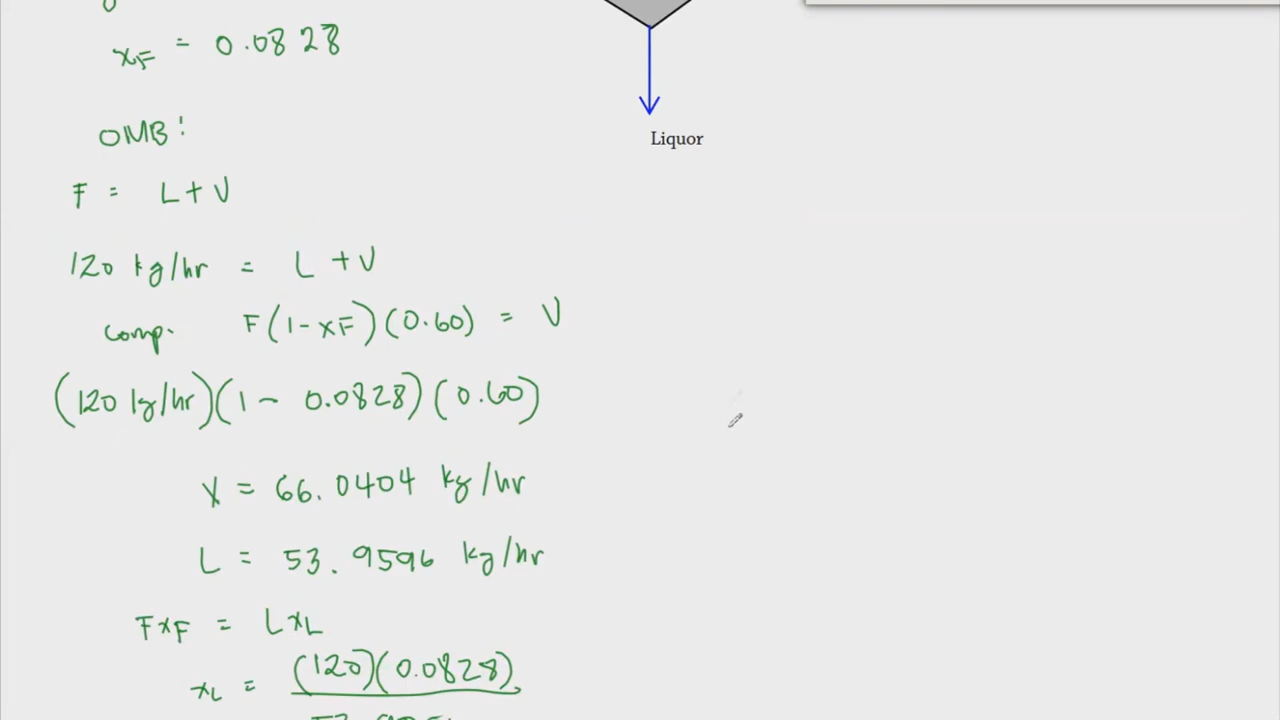 xF = 0.0828
OMB:
F = L + V
120 kg/hr = L + V
comp. F(1 - xF)(0.60) = V
(120 kg/hr)(1 - 0.0828)(0.60)
V = 66.0404 kg/hr
L = 53.9596 kg/hr
FxF = LxL
xL = (120)(0.0828)
Liquor